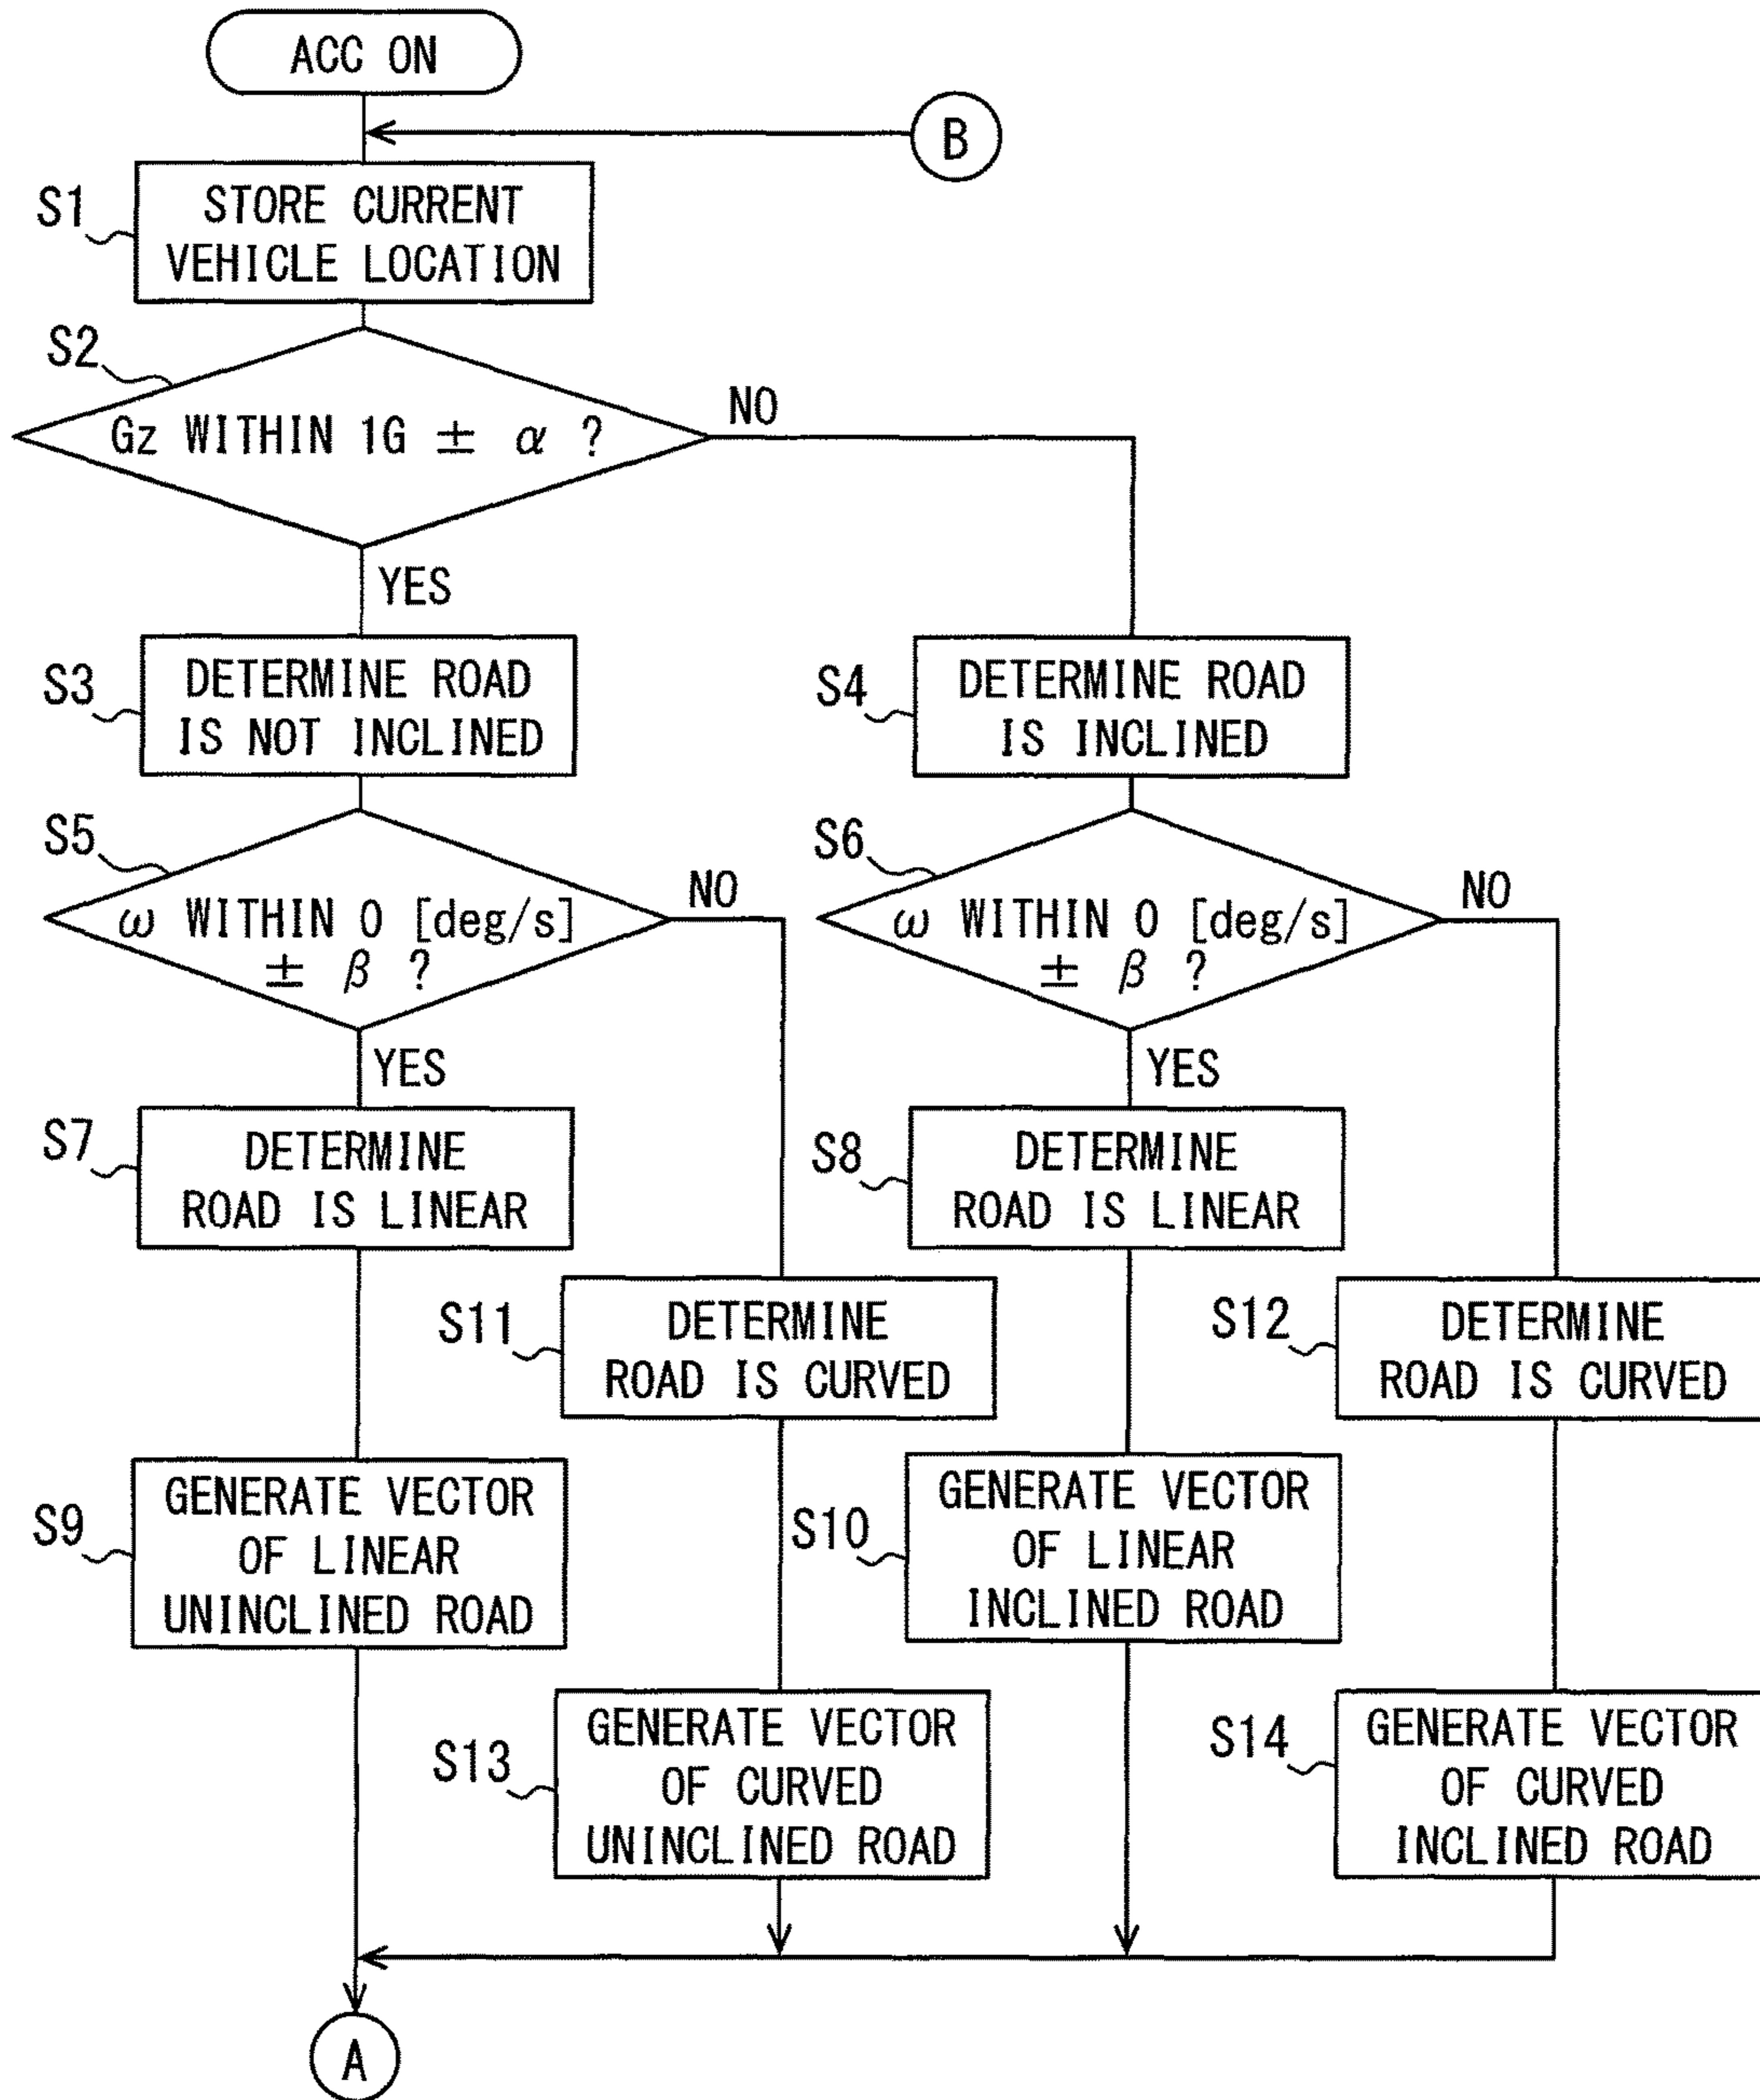 ACC ON
B
S1
STORE CURRENT
VEHICLE LOCATION
S2
Gz WITHIN 1G ± α ?
NO
YES
S3
DETERMINE ROAD
IS NOT INCLINED
S4
DETERMINE ROAD
IS INCLINED
S5
ω WITHIN 0 [deg/s]
± β ?
NO
YES
S6
ω WITHIN 0 [deg/s]
± β ?
NO
YES
S7
DETERMINE
ROAD IS LINEAR
S8
DETERMINE
ROAD IS LINEAR
S11
DETERMINE
ROAD IS CURVED
S12
DETERMINE
ROAD IS CURVED
S9
GENERATE VECTOR
OF LINEAR
UNINCLINED ROAD
S10
GENERATE VECTOR
OF LINEAR
INCLINED ROAD
S13
GENERATE VECTOR
OF CURVED
UNINCLINED ROAD
S14
GENERATE VECTOR
OF CURVED
INCLINED ROAD
A